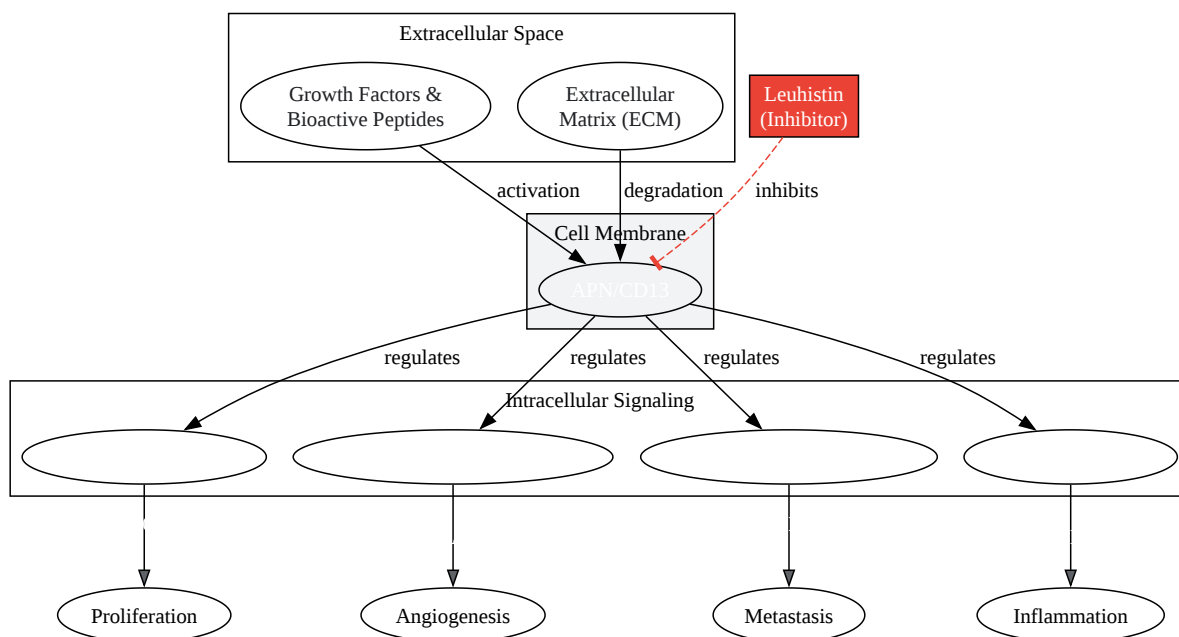 Extracellular Space
Growth Factors &
Bioactive Peptides
Extracellular
Matrix (ECM)
Leuhistin
(Inhibitor)
activation
degradation
inhibits
Cell Membrane
APN/CD13
regulates
regulates
regulates
regulates
Intracellular Signaling
Proliferation
Angiogenesis
Metastasis
Inflammation